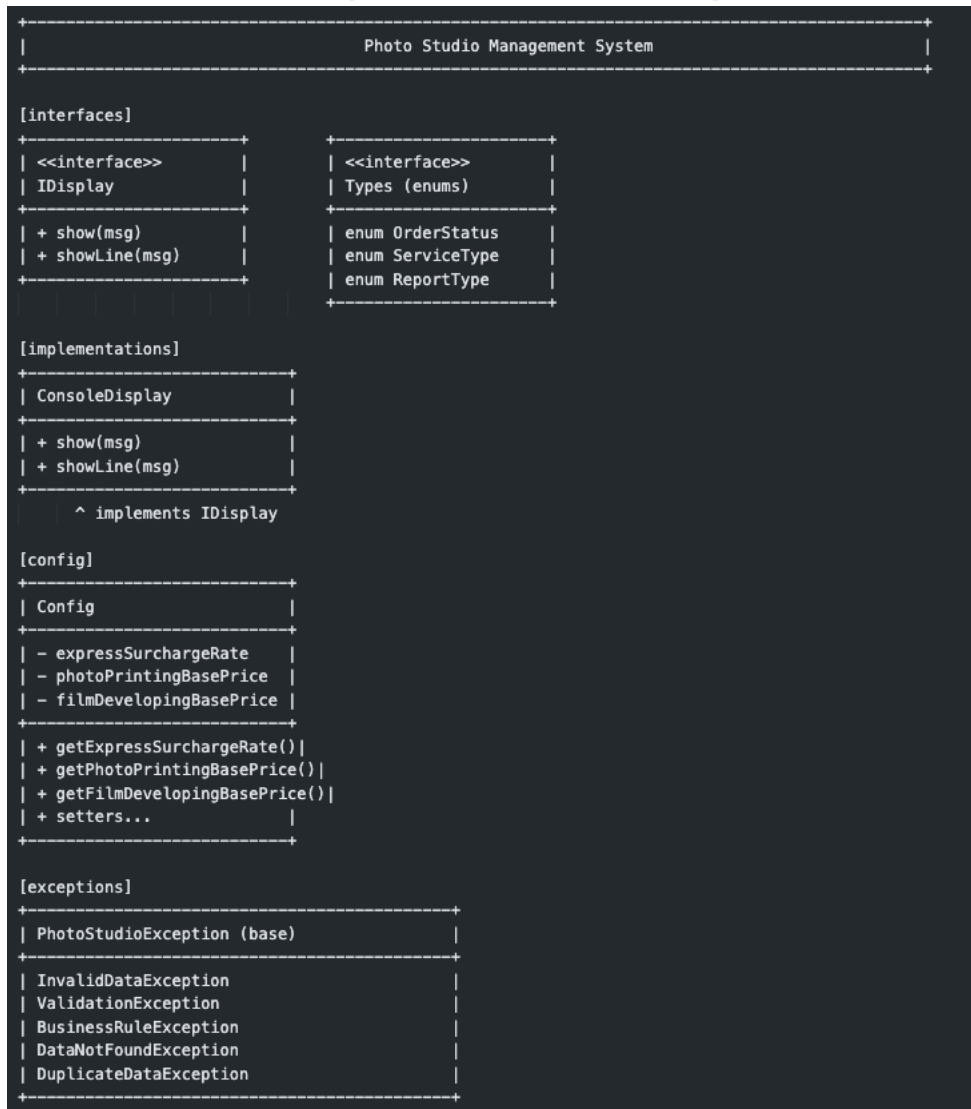 +---------------------------------------------------------------------------------------------+
|                                   Photo Studio Management System                            |
+---------------------------------------------------------------------------------------------+
[interfaces]
+----------------------+        +----------------------+
| <<interface>>        |        | <<interface>>        |
| IDisplay             |        | Types (enums)        |
+----------------------+        +----------------------+
| + show(msg)          |        | enum OrderStatus     |
| + showLine(msg)      |        | enum ServiceType     |
+----------------------+        | enum ReportType      |
                                +----------------------+
[implementations]
+---------------------------+
| ConsoleDisplay            |
+---------------------------+
| + show(msg)               |
| + showLine(msg)           |
+---------------------------+
      ^ implements IDisplay
[config]
+---------------------------+
| Config                    |
+---------------------------+
| - expressSurchargeRate    |
| - photoPrintingBasePrice  |
| - filmDevelopingBasePrice |
+---------------------------+
| + getExpressSurchargeRate()|
| + getPhotoPrintingBasePrice()|
| + getFilmDevelopingBasePrice()|
| + setters...              |
+---------------------------+
[exceptions]
+--------------------------------------------+
| PhotoStudioException (base)                |
+--------------------------------------------+
| InvalidDataException                       |
| ValidationException                        |
| BusinessRuleException                      |
| DataNotFoundException                      |
| DuplicateDataException                     |
+--------------------------------------------+